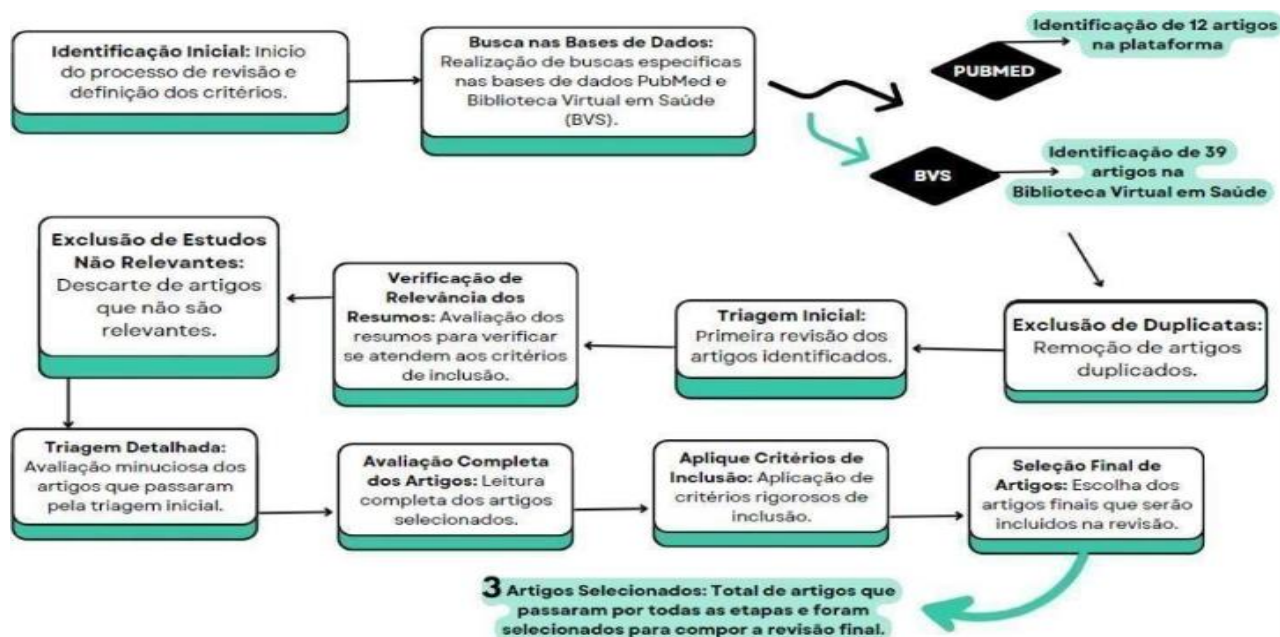 Identificação Inicial: Início
do processo de revisão e
definição dos critérios.
Busca nas Bases de Dados:
Realização de buscas específicas
nas bases de dados PubMed e
Biblioteca Virtual em Saúde
(BVS).
PUBMED
Identificação de 12 artigos
na plataforma
BVS
Identificação de 39
artigos na
Biblioteca Virtual em Saúde
Exclusão de Duplicatas:
Remoção de artigos
duplicados.
Triagem Inicial:
Primeira revisão dos
artigos identificados.
Verificação de
Relevância dos
Resumos: Avaliação dos
resumos para verificar
se atendem aos critérios
de inclusão.
Exclusão de Estudos
Não Relevantes:
Descarte de artigos
que não são
relevantes.
Triagem Detalhada:
Avaliação minuciosa dos
artigos que passaram
pela triagem inicial.
Avaliação Completa
dos Artigos: Leitura
completa dos artigos
selecionados.
Aplique Critérios de
Inclusão: Aplicação de
critérios rigorosos de
inclusão.
Seleção Final de
Artigos: Escolha dos
artigos finais que serão
incluídos na revisão.
3 Artigos Selecionados: Total de artigos que
passaram por todas as etapas e foram
selecionados para compor a revisão final.